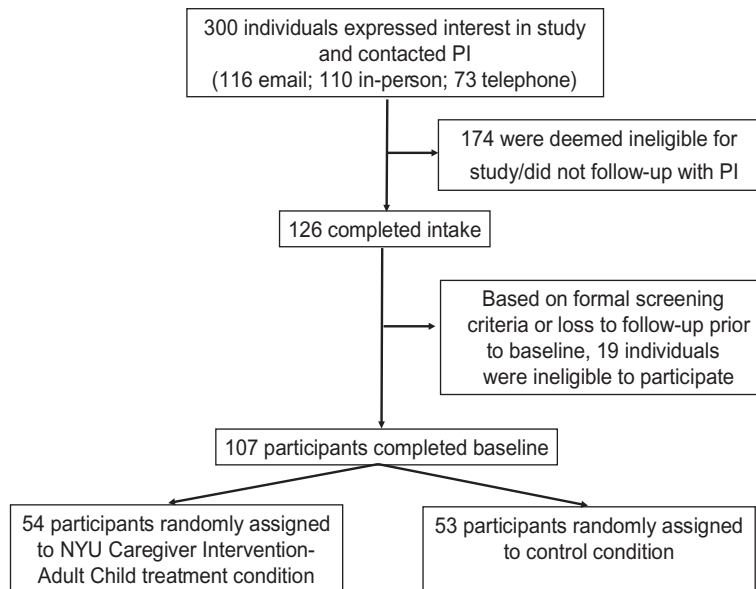 300 individuals expressed interest in study
and contacted PI
(116 email; 110 in-person; 73 telephone)
174 were deemed ineligible for
study/did not follow-up with PI
126 completed intake
Based on formal screening
criteria or loss to follow-up prior
to baseline, 19 individuals
were ineligible to participate
107 participants completed baseline
54 participants randomly assigned
to NYU Caregiver Intervention-
Adult Child treatment condition
53 participants randomly assigned
to control condition